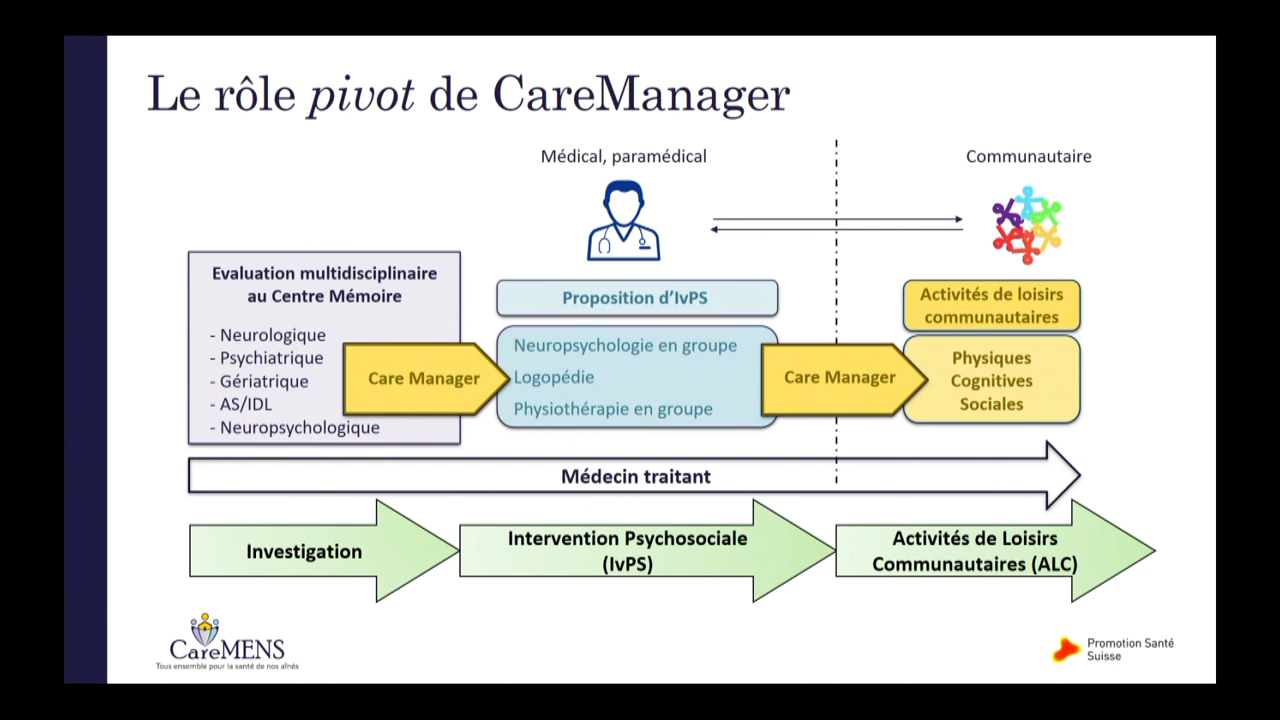 Le rôle pivot de CareManager
Médical, paramédical
Communautaire
Evaluation multidisciplinaire
au Centre Mémoire
- Neurologique
- Psychiatrique
- Gériatrique
- AS/IDL
- Neuropsychologique
Care Manager
Proposition d'IvPS
Neuropsychologie en groupe
Logopédie
Physiothérapie en groupe
Care Manager
Activités de loisirs
communautaires
Physiques
Cognitives
Sociales
Médecin traitant
Investigation
Intervention Psychosociale
(IvPS)
Activités de Loisirs
Communautaires (ALC)
CareMENS
Tous ensemble pour la santé de nos aînés
Promotion Santé
Suisse